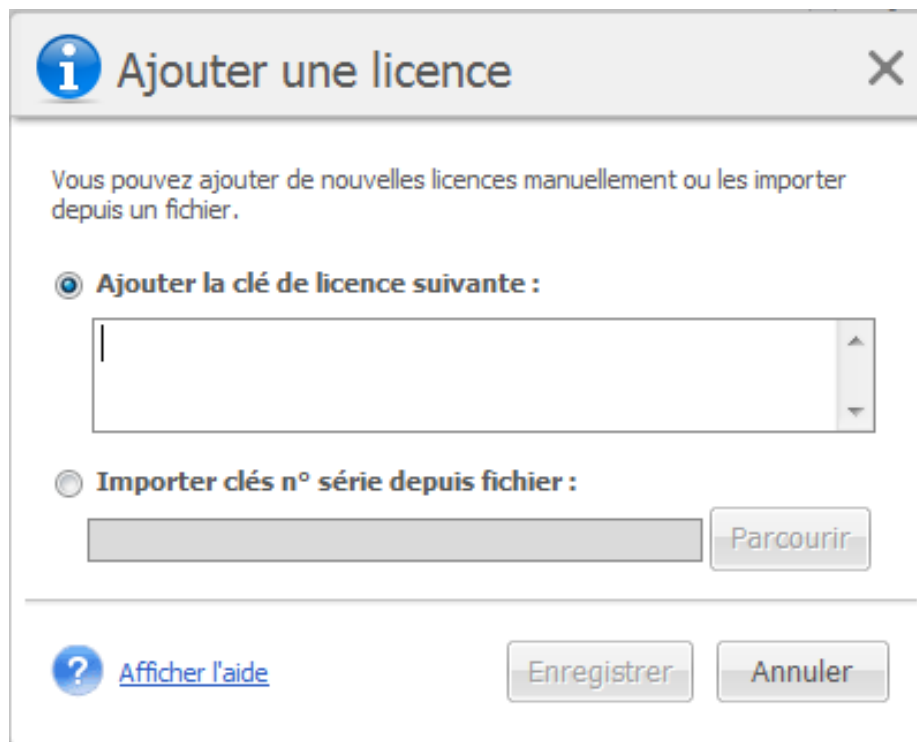 Ajouter une licence
Vous pouvez ajouter de nouvelles licences manuellement ou les importer
depuis un fichier.
Ajouter la clé de licence suivante :
Importer clés n° série depuis fichier :
Parcourir
Afficher l'aide
Enregistrer
Annuler